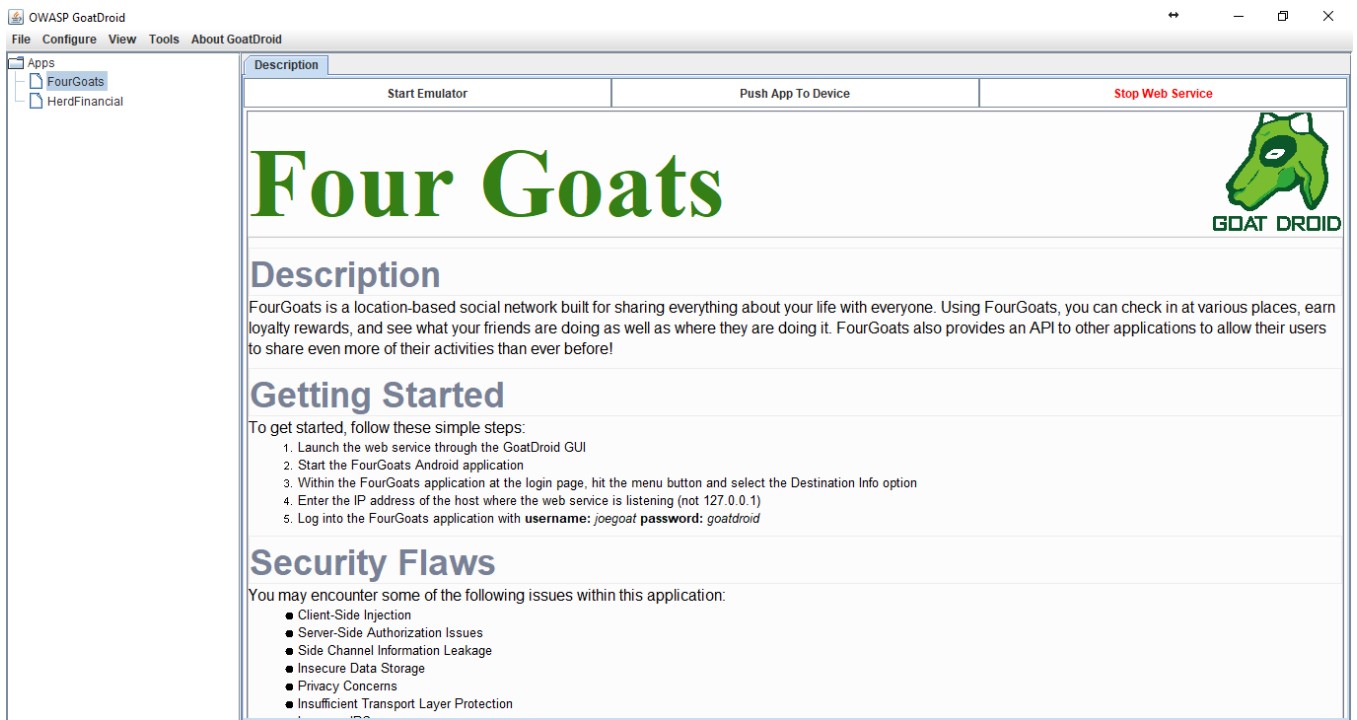 OWASP GoatDroid
File Configure View Tools About GoatDroid
Apps
FourGoats
HerdFinancial
Description
Start Emulator Push App To Device Stop Web Service
Four Goats
GOAT DROID
Description
FourGoats is a location-based social network built for sharing everything about your life with everyone. Using FourGoats, you can check in at various places, earn
loyalty rewards, and see what your friends are doing as well as where they are doing it. FourGoats also provides an API to other applications to allow their users
to share even more of their activities than ever before!
Getting Started
To get started, follow these simple steps:
1. Launch the web service through the GoatDroid GUI
2. Start the FourGoats Android application
3. Within the FourGoats application at the login page, hit the menu button and select the Destination Info option
4. Enter the IP address of the host where the web service is listening (not 127.0.0.1)
5. Log into the FourGoats application with username: joegoat password: goatdroid
Security Flaws
You may encounter some of the following issues within this application:
Client-Side Injection
Server-Side Authorization Issues
Side Channel Information Leakage
Insecure Data Storage
Privacy Concerns
Insufficient Transport Layer Protection